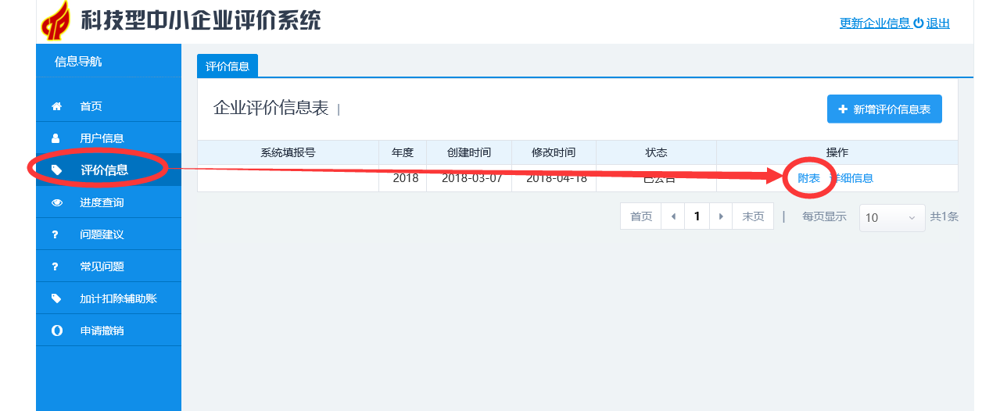 科技型中小企业评价系统
更新企业信息 退出
信息导航
首页
用户信息
评价信息
进度查询
问题建议
常见问题
加计扣除辅助账
申请撤销
评价信息
企业评价信息表 |
新增评价信息表
系统填报号 年度 创建时间 修改时间 状态 操作
2018 2018-03-07 2018-04-18 已公告 附表 详细信息
首页 1 末页 | 每页显示 10 共1条